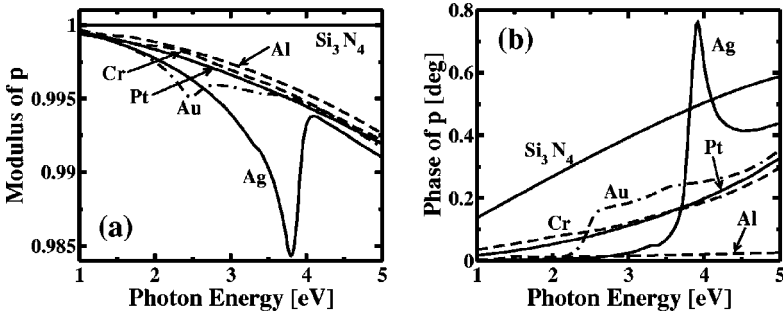 1
0.995
0.99
0.985
Modulus of p
Si₃N₄
Al
Cr
Pt
Au
Ag
(a)
1 2 3 4 5
Photon Energy [eV]
0.8
0.6
0.4
0.2
0
Phase of p [deg]
(b)
Ag
Si₃N₄
Pt
Au
Cr
Al
1 2 3 4 5
Photon Energy [eV]